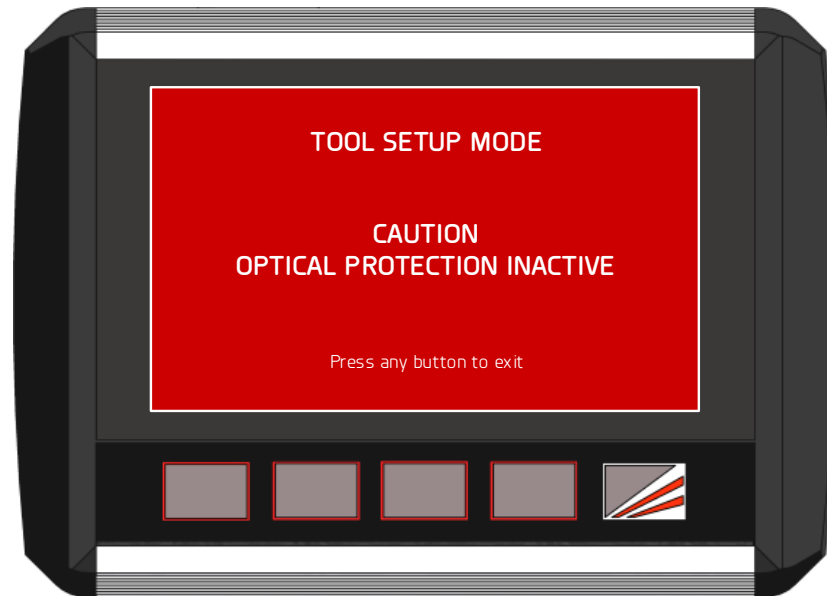 TOOL SETUP MODE
CAUTION
OPTICAL PROTECTION INACTIVE
Press any button to exit